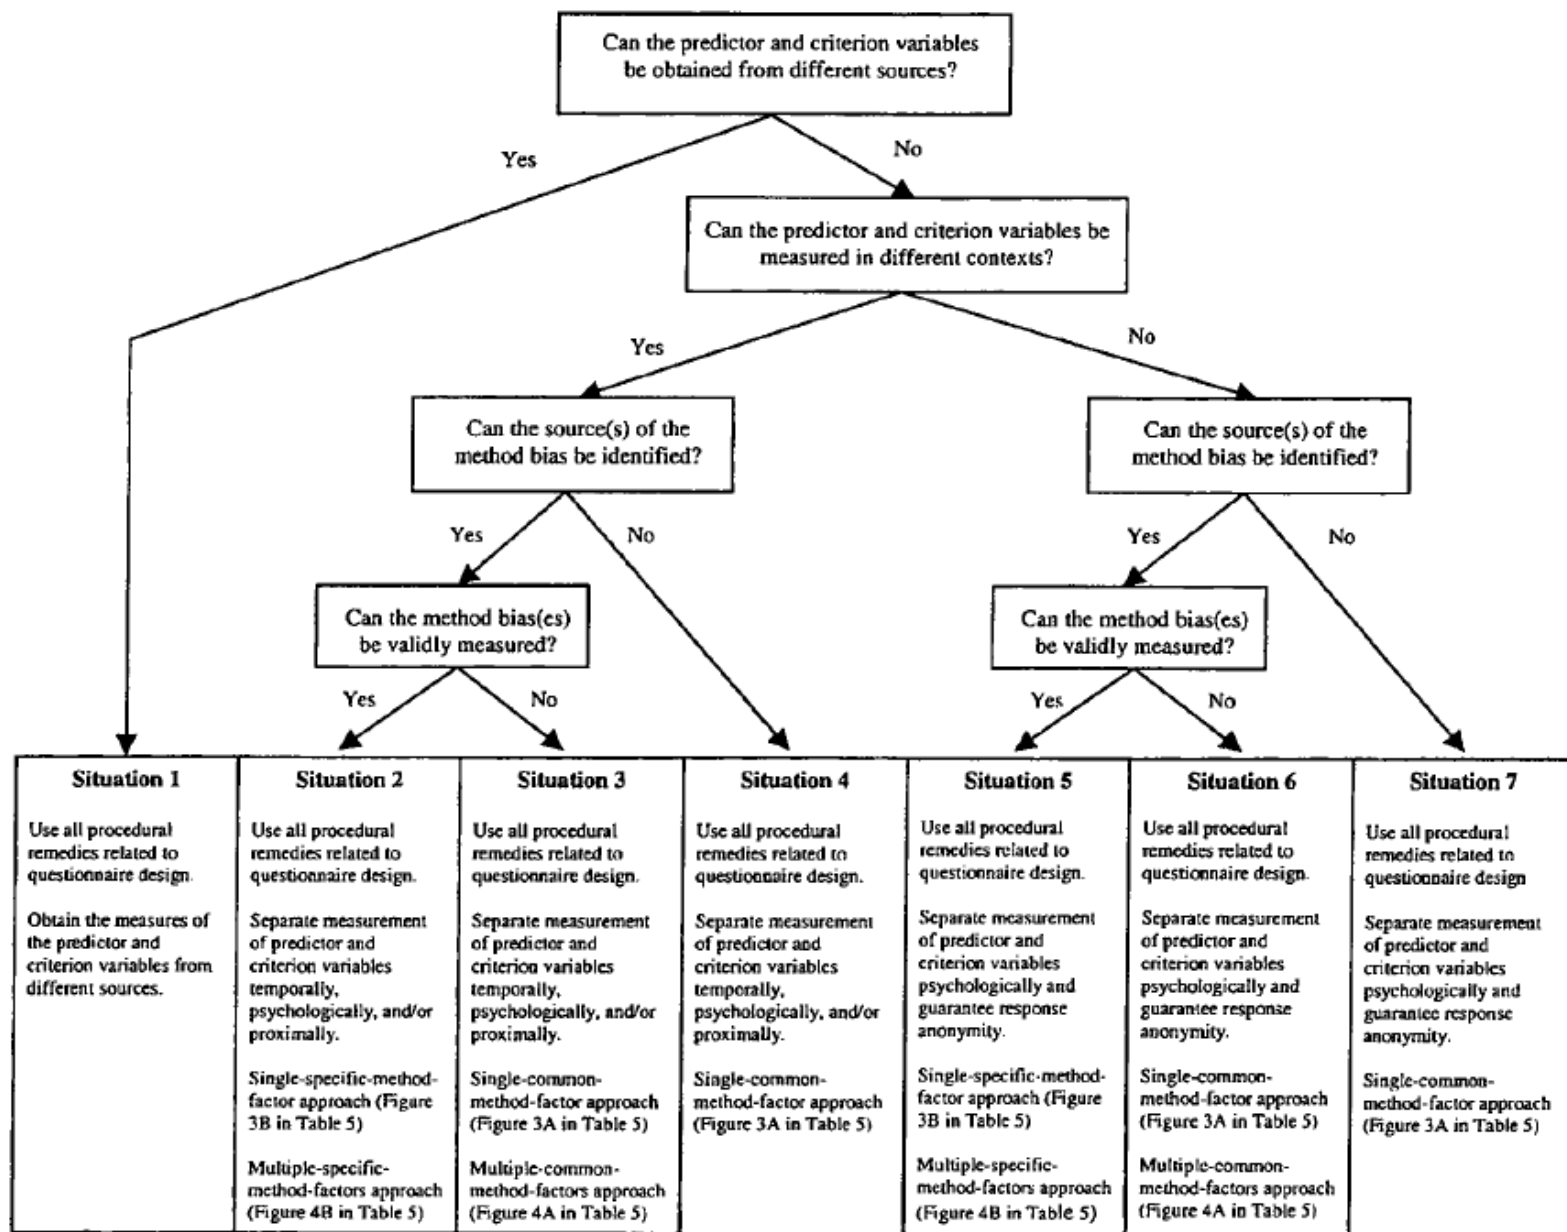 Can the predictor and criterion variables
be obtained from different sources?
Yes
No
Can the predictor and criterion variables be
measured in different contexts?
Yes
No
Can the source(s) of the
method bias be identified?
Can the source(s) of the
method bias be identified?
Yes
No
Yes
No
Can the method bias(es)
be validly measured?
Can the method bias(es)
be validly measured?
Yes
No
Yes
No
Situation 1
Use all procedural
remedies related to
questionnaire design.
Obtain the measures of
the predictor and
criterion variables from
different sources.
Situation 2
Use all procedural
remedies related to
questionnaire design.
Separate measurement
of predictor and
criterion variables
temporally,
psychologically, and/or
proximally.
Single-specific-method-
factor approach (Figure
3B in Table 5)
Multiple-specific-
method-factors approach
(Figure 4B in Table 5)
Situation 3
Use all procedural
remedies related to
questionnaire design.
Separate measurement
of predictor and
criterion variables
temporally,
psychologically, and/or
proximally.
Single-common-
method-factor approach
(Figure 3A in Table 5)
Multiple-common-
method-factors approach
(Figure 4A in Table 5)
Situation 4
Use all procedural
remedies related to
questionnaire design.
Separate measurement
of predictor and
criterion variables
temporally,
psychologically, and/or
proximally.
Single-common-
method-factor approach
(Figure 3A in Table 5)
Situation 5
Use all procedural
remedies related to
questionnaire design.
Separate measurement
of predictor and
criterion variables
psychologically and
guarantee response
anonymity.
Single-specific-method-
factor approach (Figure
3B in Table 5)
Multiple-specific-
method-factors approach
(Figure 4B in Table 5)
Situation 6
Use all procedural
remedies related to
questionnaire design.
Separate measurement
of predictor and
criterion variables
psychologically and
guarantee response
anonymity.
Single-common-
method-factor approach
(Figure 3A in Table 5)
Multiple-common-
method-factors approach
(Figure 4A in Table 5)
Situation 7
Use all procedural
remedies related to
questionnaire design
Separate measurement
of predictor and
criterion variables
psychologically and
guarantee response
anonymity.
Single-common-
method-factor approach
(Figure 3A in Table 5)